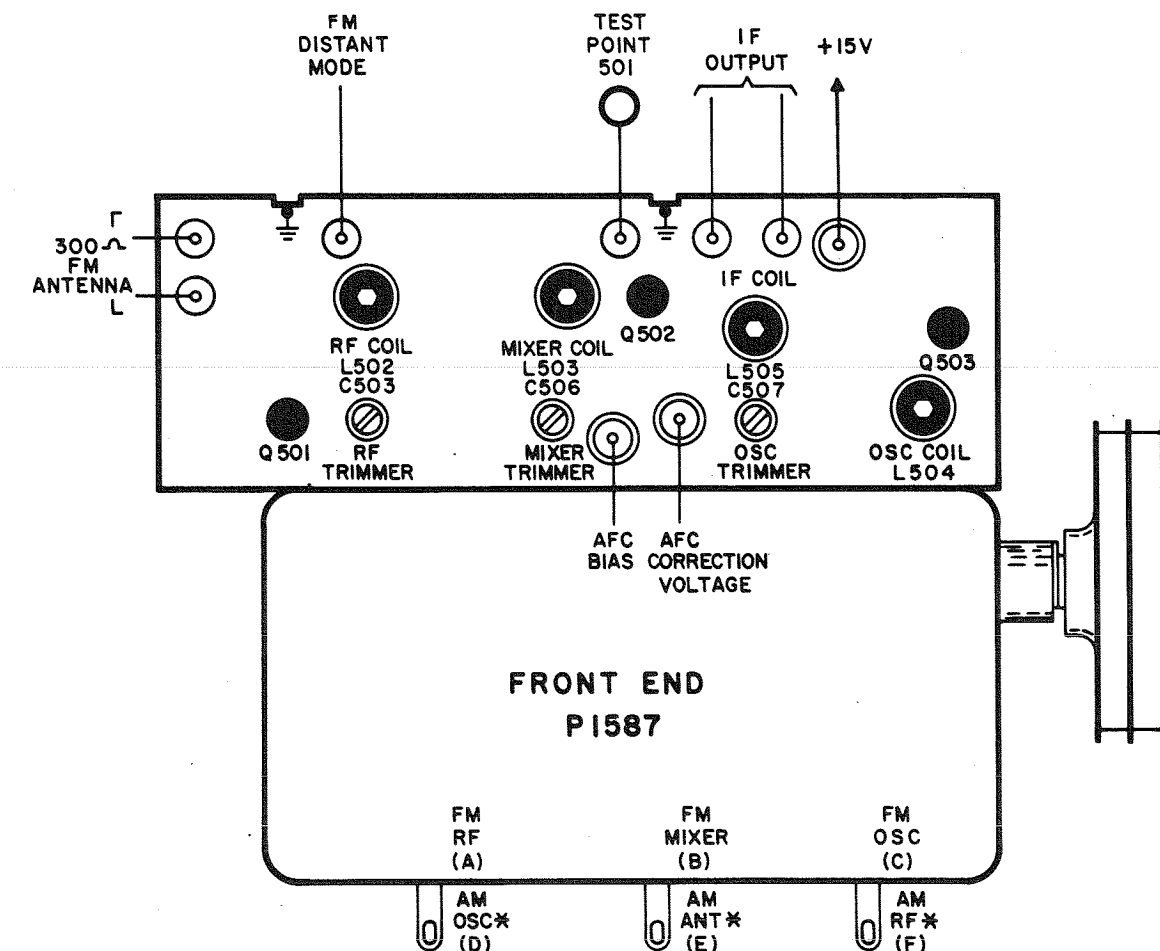 FM
DISTANT
MODE
TEST
POINT
501
IF
OUTPUT
+15V
300 Ω
FM
ANTENNA
RF COIL
L502
C503
MIXER COIL
L503
C506
Q502
IF COIL
L505
C507
Q503
Q501
RF
TRIMMER
MIXER
TRIMMER
OSC
TRIMMER
OSC COIL
L504
AFC
BIAS
AFC
CORRECTION
VOLTAGE
FRONT END
P1587
FM
RF
(A)
FM
MIXER
(B)
FM
OSC
(C)
AM
OSC*
(D)
AM
ANT*
(E)
AM
RF*
(F)